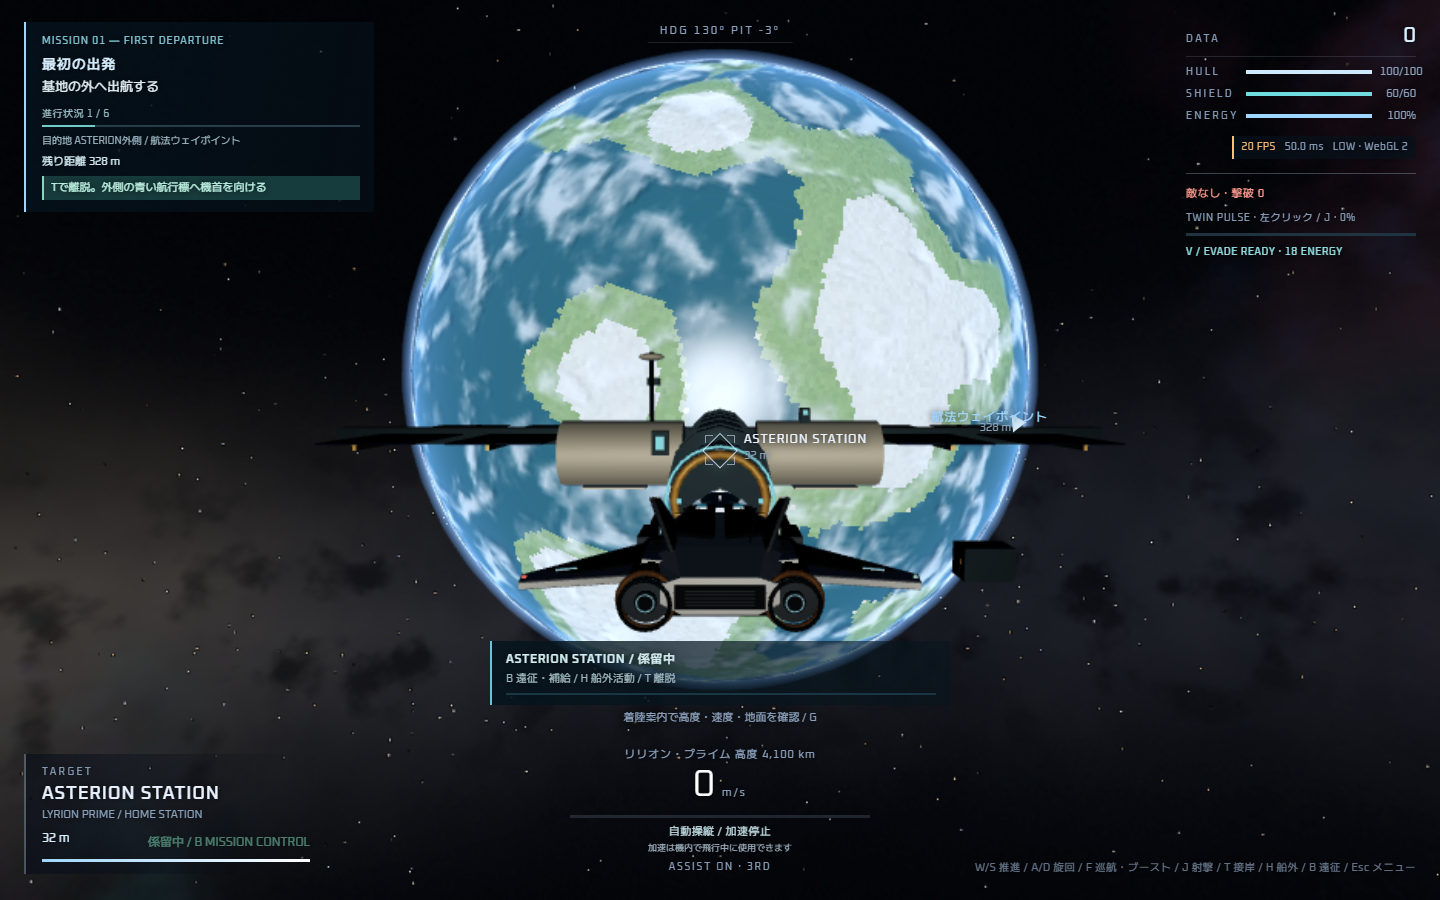 MISSION 01 — FIRST DEPARTURE
最初の出発
基地の外へ出航する
進行状況 1 / 6
目的地 ASTERION外側 / 航法ウェイポイント
残り距離 328 m
Tで離脱。外側の青い航行標へ機首を向ける
HDG 130° PIT -3°
DATA 0
HULL 100/100
SHIELD 60/60
ENERGY 100%
20 FPS 50.0 ms LOW · WebGL 2
敵なし · 撃破 0
TWIN PULSE · 左クリック / J · 0%
V / EVADE READY · 18 ENERGY
航法ウェイポイント
328 m
ASTERION STATION
32 m
ASTERION STATION / 係留中
B 遠征・補給 / H 船外活動 / T 離脱
着陸案内で高度・速度・地面を確認 / G
リリオン・プライム 高度 4,100 km
0 m/s
自動操縦 / 加速停止
加速は機内で飛行中に使用できます
ASSIST ON · 3RD
TARGET
ASTERION STATION
LYRION PRIME / HOME STATION
32 m 係留中 / B MISSION CONTROL
W/S 推進 / A/D 旋回 / F 巡航・ブースト / J 射撃 / T 接岸 / H 船外 / B 遠征 / Esc メニュー